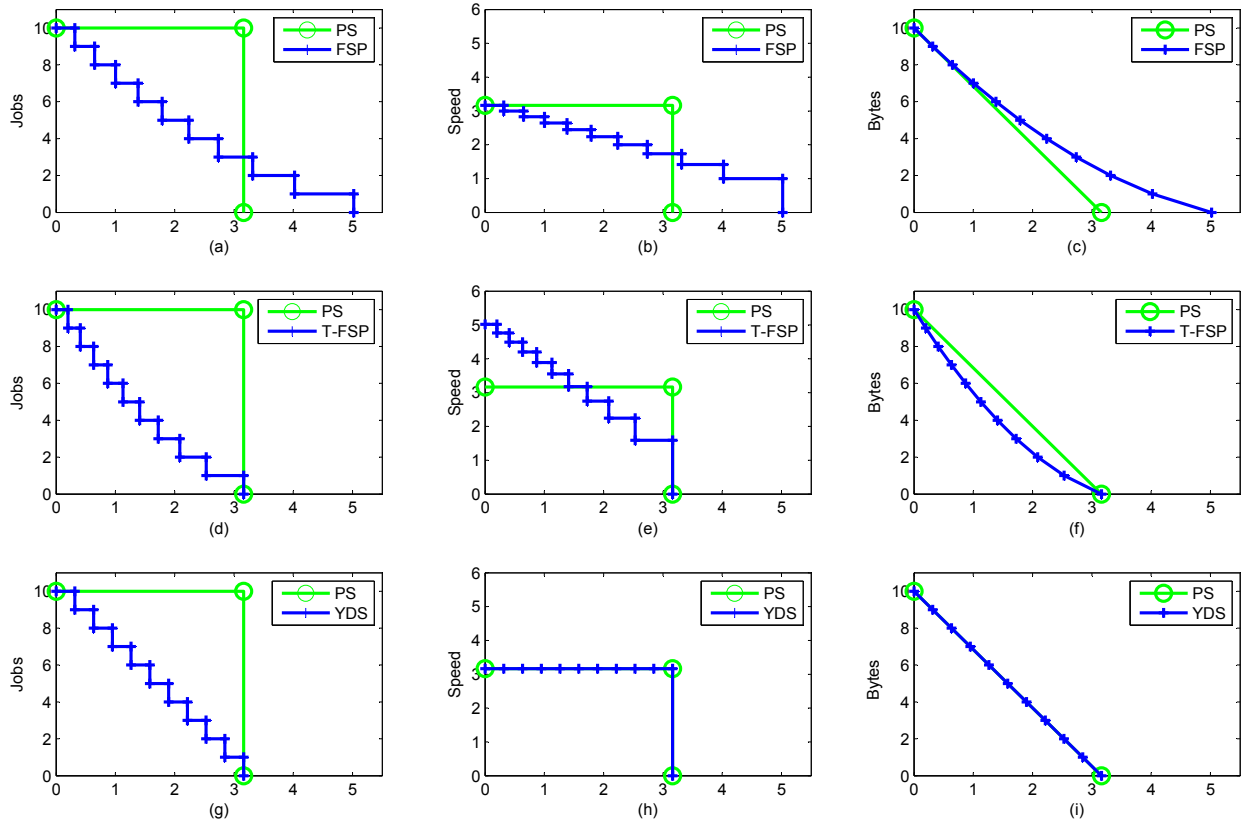 Jobs
10
8
6
4
2
0
0 1 2 3 4 5
(a)
PS
FSP
Speed
6
5
4
3
2
1
0
0 1 2 3 4 5
(b)
PS
FSP
Bytes
10
8
6
4
2
0
0 1 2 3 4 5
(c)
PS
FSP
Jobs
10
8
6
4
2
0
0 1 2 3 4 5
(d)
PS
T-FSP
Speed
6
5
4
3
2
1
0
0 1 2 3 4 5
(e)
PS
T-FSP
Bytes
10
8
6
4
2
0
0 1 2 3 4 5
(f)
PS
T-FSP
Jobs
10
8
6
4
2
0
0 1 2 3 4 5
(g)
PS
YDS
Speed
6
5
4
3
2
1
0
0 1 2 3 4 5
(h)
PS
YDS
Bytes
10
8
6
4
2
0
0 1 2 3 4 5
(i)
PS
YDS